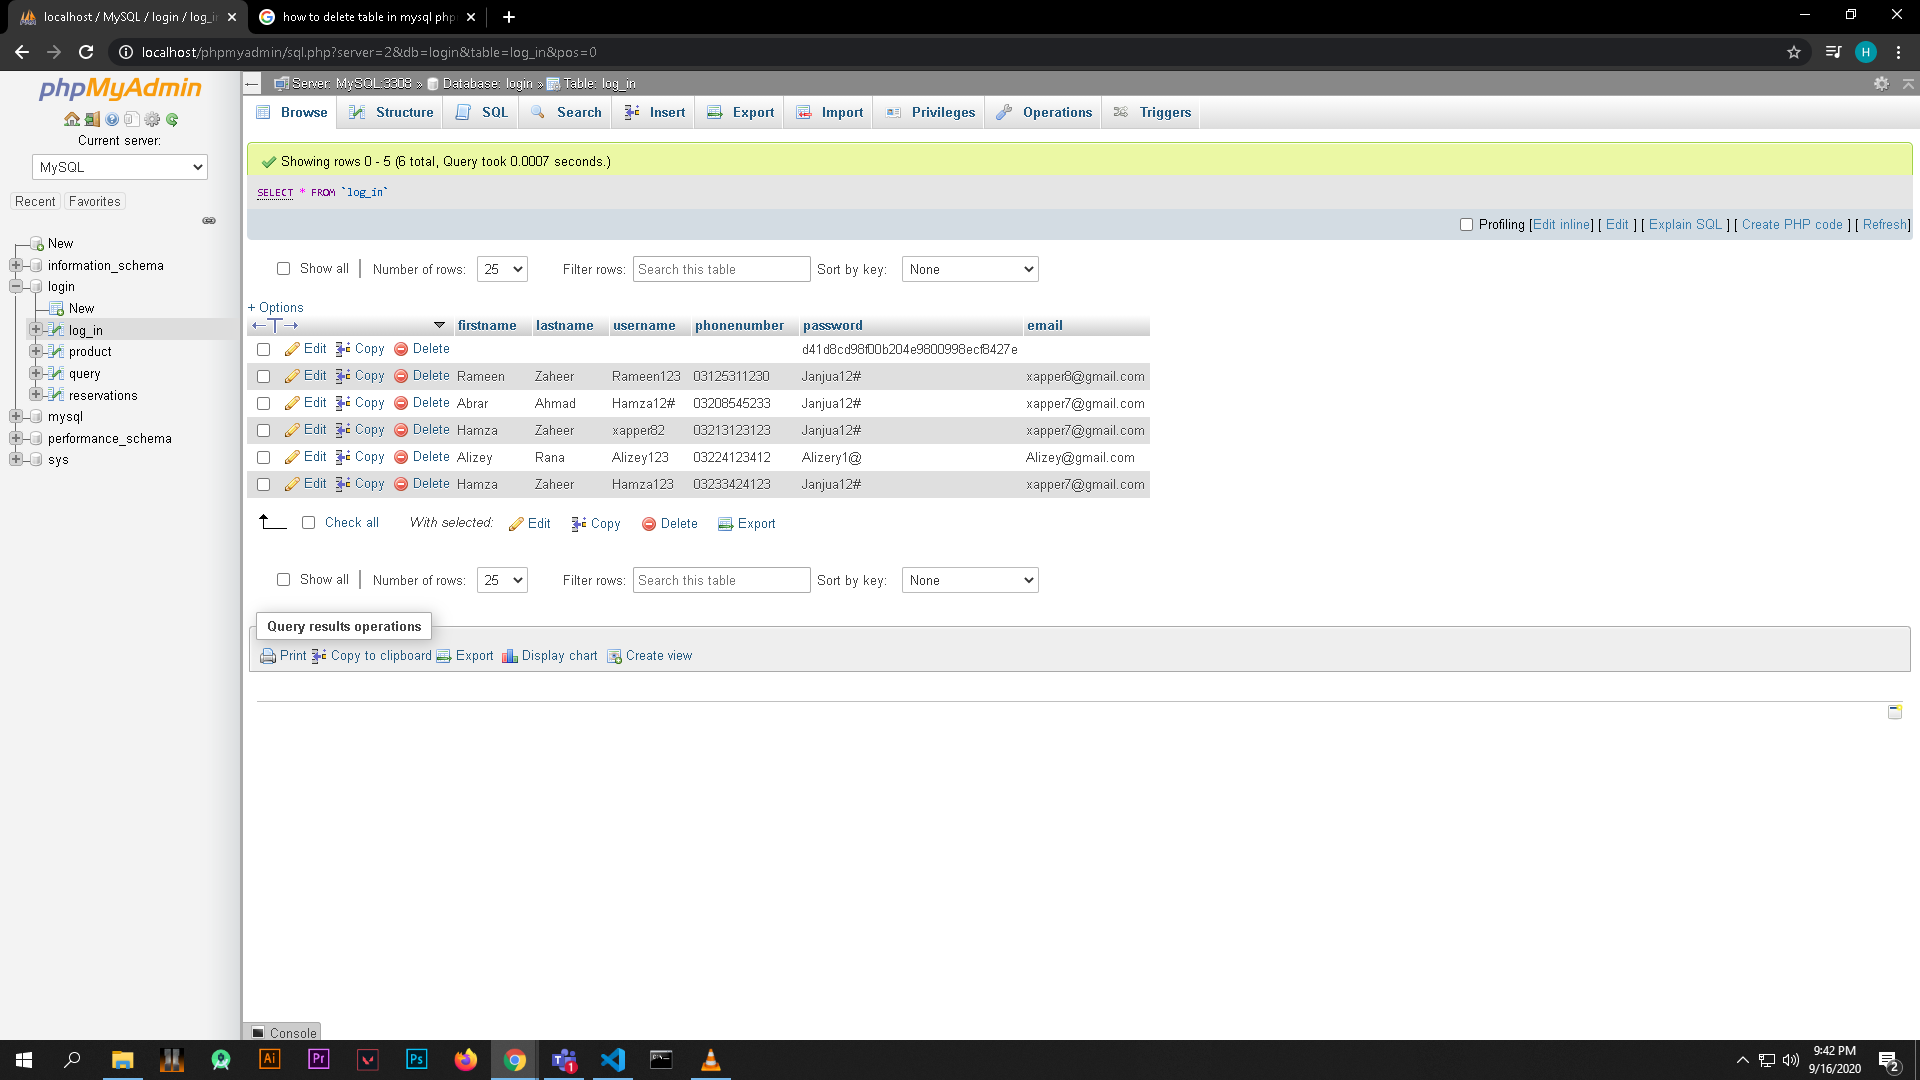 localhost / MySQL / login / log_in
how to delete table in mysql php
localhost/phpmyadmin/sql.php?server=2&db=login&table=log_in&pos=0
H
phpMyAdmin
Current server:
MySQL
Recent Favorites
New
information_schema
login
New
log_in
product
query
reservations
mysql
performance_schema
sys
Server: MySQL:3308 » Database: login » Table: log_in
Browse Structure SQL Search Insert Export Import Privileges Operations Triggers
Showing rows 0 - 5 (6 total, Query took 0.0007 seconds.)
SELECT * FROM `log_in`
Profiling [Edit inline] [ Edit ] [ Explain SQL ] [ Create PHP code ] [ Refresh]
Show all Number of rows: 25 Filter rows: Search this table Sort by key: None
+ Options
←T→ firstname lastname username phonenumber password email
Edit Copy Delete d41d8cd98f00b204e9800998ecf8427e
Edit Copy Delete Rameen Zaheer Rameen123 03125311230 Janjua12# xapper8@gmail.com
Edit Copy Delete Abrar Ahmad Hamza12# 03208545233 Janjua12# xapper7@gmail.com
Edit Copy Delete Hamza Zaheer xapper82 03213123123 Janjua12# xapper7@gmail.com
Edit Copy Delete Alizey Rana Alizey123 03224123412 Alizery1@ Alizey@gmail.com
Edit Copy Delete Hamza Zaheer Hamza123 03233424123 Janjua12# xapper7@gmail.com
Check all With selected: Edit Copy Delete Export
Show all Number of rows: 25 Filter rows: Search this table Sort by key: None
Query results operations
Print Copy to clipboard Export Display chart Create view
Console
Ai Pr Ps 1
9:42 PM
9/16/2020
2